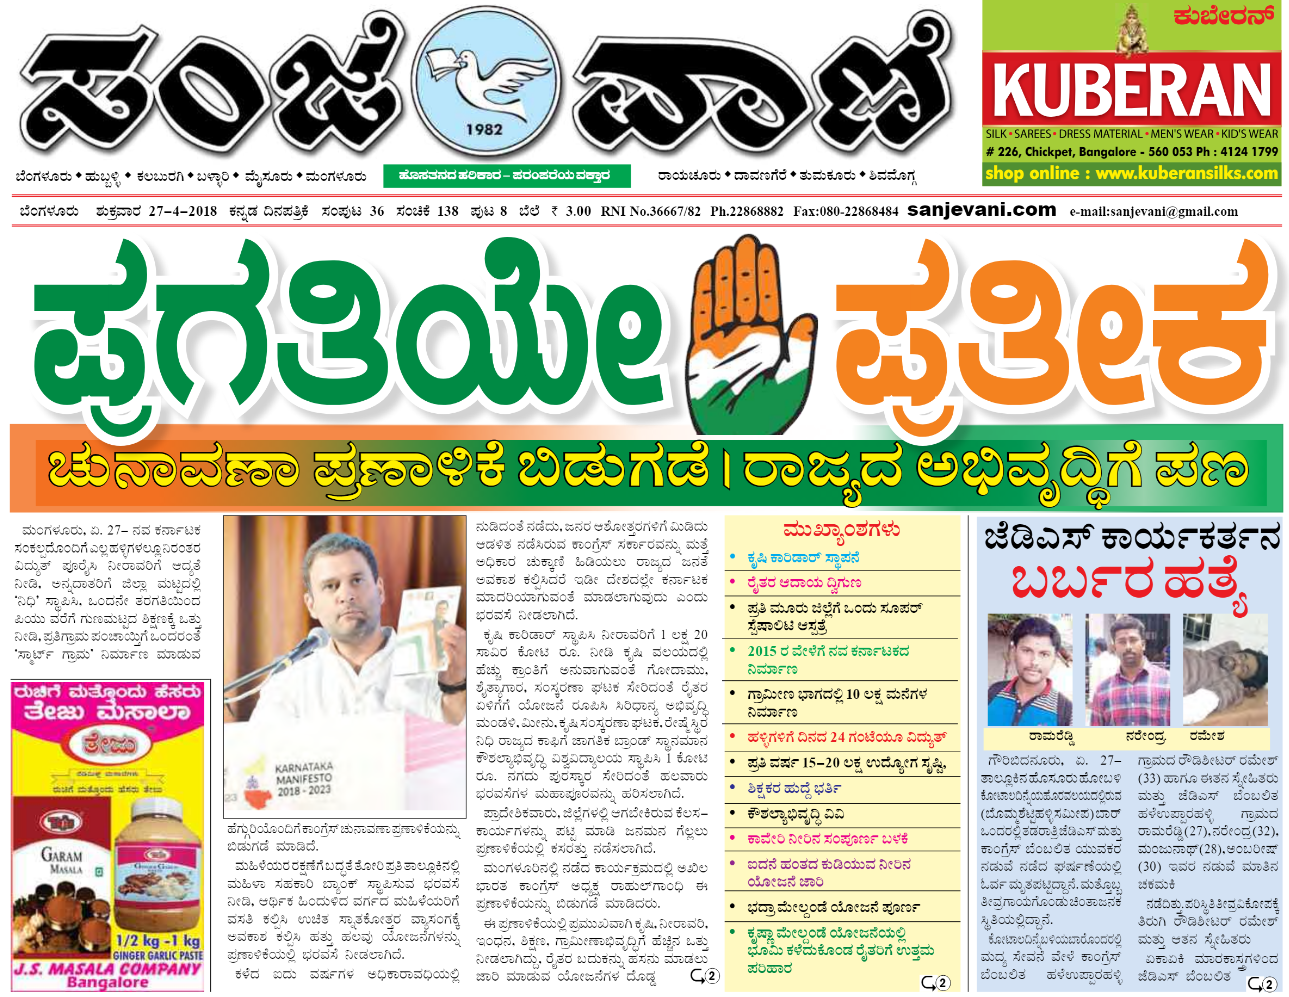 ಸಂಜೆ ವಾಣಿ
1982
ಬೆಂಗಳೂರು • ಹುಬ್ಬಳ್ಳಿ • ಕಲಬುರಗಿ • ಬಳ್ಳಾರಿ • ಮೈಸೂರು • ಮಂಗಳೂರು
ಹೊಸತನದ ಹರಿಕಾರ – ಪರಂಪರೆಯ ವಕ್ತಾರ
ರಾಯಚೂರು • ದಾವಣಗೆರೆ • ತುಮಕೂರು • ಶಿವಮೊಗ್ಗ
ಕುಬೇರನ್
KUBERAN
SILK • SAREES • DRESS MATERIAL • MEN'S WEAR • KID'S WEAR
# 226, Chickpet, Bangalore - 560 053 Ph : 4124 1799
shop online : www.kuberansilks.com
ಬೆಂಗಳೂರು ಶುಕ್ರವಾರ 27-4-2018 ಕನ್ನಡ ದಿನಪತ್ರಿಕೆ ಸಂಪುಟ 36 ಸಂಚಿಕೆ 138 ಪುಟ 8 ಬೆಲೆ ₹ 3.00 RNI No.36667/82 Ph.22868882 Fax:080-22868484 sanjevani.com e-mail:sanjevani@gmail.com
ಪ್ರಗತಿಯೇ ಪ್ರತೀಕ
ಚುನಾವಣಾ ಪ್ರಣಾಳಿಕೆ ಬಿಡುಗಡೆ । ರಾಜ್ಯದ ಅಭಿವೃದ್ಧಿಗೆ ಪಣ
ಮಂಗಳೂರು, ಏ. 27– ನವ ಕರ್ನಾಟಕ
ಸಂಕಲ್ಪದೊಂದಿಗೆ ಎಲ್ಲ ಹಳ್ಳಿಗಳಲ್ಲೂ ನಿರಂತರ
ವಿದ್ಯುತ್ ಪೂರೈಸಿ ನೀರಾವರಿಗೆ ಆದ್ಯತೆ
ನೀಡಿ, ಅನ್ನದಾತರಿಗೆ ಜಿಲ್ಲಾ ಮಟ್ಟದಲ್ಲಿ
'ನಿಧಿ' ಸ್ಥಾಪಿಸಿ, ಒಂದನೇ ತರಗತಿಯಿಂದ
ಪಿಯು ವರೆಗೆ ಗುಣಮಟ್ಟದ ಶಿಕ್ಷಣಕ್ಕೆ ಒತ್ತು
ನೀಡಿ, ಪ್ರತಿಗ್ರಾಮ ಪಂಚಾಯ್ತಿಗೆ ಒಂದರಂತೆ
'ಸ್ಮಾರ್ಟ್ ಗ್ರಾಮ' ನಿರ್ಮಾಣ ಮಾಡುವ
ರುಚಿಗೆ ಮತ್ತೊಂದು ಹೆಸರು
ತೇಜು ಮಸಾಲಾ
ತೇಜು
ರುಚಿಗೆ ಮತ್ತೊಂದು ಹೆಸರು ತೇಜು
GARAM
MASALA
1/2 kg -1 kg
GINGER GARLIC PASTE
J.S. MASALA COMPANY
Bangalore
KARNATAKA
MANIFESTO
2018 - 2023
ಹೆಗ್ಗುರಿಯೊಂದಿಗೆ ಕಾಂಗ್ರೆಸ್ ಚುನಾವಣಾ ಪ್ರಣಾಳಿಕೆಯನ್ನು
ಬಿಡುಗಡೆ ಮಾಡಿದೆ.
ಮಹಿಳೆಯರ ರಕ್ಷಣೆಗೆ ಬದ್ಧತೆ ತೋರಿ ಪ್ರತಿ ತಾಲ್ಲೂಕಿನಲ್ಲಿ
ಮಹಿಳಾ ಸಹಕಾರಿ ಬ್ಯಾಂಕ್ ಸ್ಥಾಪಿಸುವ ಭರವಸೆ
ನೀಡಿ, ಆರ್ಥಿಕ ಹಿಂದುಳಿದ ವರ್ಗದ ಮಹಿಳೆಯರಿಗೆ
ವಸತಿ ಕಲ್ಪಿಸಿ ಉಚಿತ ಸ್ನಾತಕೋತ್ತರ ವ್ಯಾಸಂಗಕ್ಕೆ
ಅವಕಾಶ ಕಲ್ಪಿಸಿ ಹತ್ತು ಹಲವು ಯೋಜನೆಗಳನ್ನು
ಪ್ರಣಾಳಿಕೆಯಲ್ಲಿ ಭರವಸೆ ನೀಡಲಾಗಿದೆ.
ಕಳೆದ ಐದು ವರ್ಷಗಳ ಅಧಿಕಾರಾವಧಿಯಲ್ಲಿ
ನುಡಿದಂತೆ ನಡೆದು, ಜನರ ಆಶೋತ್ತರಗಳಿಗೆ ಮಿಡಿದು
ಆಡಳಿತ ನಡೆಸಿರುವ ಕಾಂಗ್ರೆಸ್ ಸರ್ಕಾರವನ್ನು ಮತ್ತೆ
ಅಧಿಕಾರ ಚುಕ್ಕಾಣಿ ಹಿಡಿಯಲು ರಾಜ್ಯದ ಜನತೆ
ಅವಕಾಶ ಕಲ್ಪಿಸಿದರೆ ಇಡೀ ದೇಶದಲ್ಲೇ ಕರ್ನಾಟಕ
ಮಾದರಿಯಾಗುವಂತೆ ಮಾಡಲಾಗುವುದು ಎಂದು
ಭರವಸೆ ನೀಡಲಾಗಿದೆ.
ಕೃಷಿ ಕಾರಿಡಾರ್ ಸ್ಥಾಪಿಸಿ ನೀರಾವರಿಗೆ 1 ಲಕ್ಷ 20
ಸಾವಿರ ಕೋಟಿ ರೂ. ನೀಡಿ ಕೃಷಿ ವಲಯದಲ್ಲಿ
ಹೆಚ್ಚು ಕ್ರಾಂತಿಗೆ ಅನುವಾಗುವಂತೆ ಗೋದಾಮು,
ಶೈತ್ಯಾಗಾರ, ಸಂಸ್ಕರಣಾ ಘಟಕ ಸೇರಿದಂತೆ ರೈತರ
ಏಳಿಗೆಗೆ ಯೋಜನೆ ರೂಪಿಸಿ ಸಿರಿಧಾನ್ಯ ಅಭಿವೃದ್ಧಿ
ಮಂಡಳಿ, ಮೀನು, ಕೃಷಿ ಸಂಸ್ಕರಣಾ ಘಟಕ, ರೇಷ್ಮೆ ಸ್ಥಿರ
ನಿಧಿ ರಾಜ್ಯದ ಕಾಫಿಗೆ ಜಾಗತಿಕ ಬ್ರಾಂಡ್ ಸ್ಥಾನಮಾನ
ಕೌಶಲ್ಯಾಭಿವೃದ್ಧಿ ವಿಶ್ವವಿದ್ಯಾಲಯ ಸ್ಥಾಪಿಸಿ 1 ಕೋಟಿ
ರೂ. ನಗದು ಪುರಸ್ಕಾರ ಸೇರಿದಂತೆ ಹಲವಾರು
ಭರವಸೆಗಳ ಮಹಾಪೂರವನ್ನು ಹರಿಸಲಾಗಿದೆ.
ಪ್ರಾದೇಶಿಕವಾರು, ಜಿಲ್ಲೆಗಳಲ್ಲಿ ಆಗಬೇಕಿರುವ ಕೆಲಸ–
ಕಾರ್ಯಗಳನ್ನು ಪಟ್ಟಿ ಮಾಡಿ ಜನಮನ ಗೆಲ್ಲಲು
ಪ್ರಣಾಳಿಕೆಯಲ್ಲಿ ಕಸರತ್ತು ನಡೆಸಲಾಗಿದೆ.
ಮಂಗಳೂರಿನಲ್ಲಿ ನಡೆದ ಕಾರ್ಯಕ್ರಮದಲ್ಲಿ ಅಖಿಲ
ಭಾರತ ಕಾಂಗ್ರೆಸ್ ಅಧ್ಯಕ್ಷ ರಾಹುಲ್‌ಗಾಂಧಿ ಈ
ಪ್ರಣಾಳಿಕೆಯನ್ನು ಬಿಡುಗಡೆ ಮಾಡಿದರು.
ಈ ಪ್ರಣಾಳಿಕೆಯಲ್ಲಿ ಪ್ರಮುಖವಾಗಿ ಕೃಷಿ, ನೀರಾವರಿ,
ಇಂಧನ, ಶಿಕ್ಷಣ, ಗ್ರಾಮೀಣಾಭಿವೃದ್ಧಿಗೆ ಹೆಚ್ಚಿನ ಒತ್ತು
ನೀಡಲಾಗಿದ್ದು, ರೈತರ ಬದುಕನ್ನು ಹಸನು ಮಾಡಲು
ಜಾರಿ ಮಾಡುವ ಯೋಜನೆಗಳ ದೊಡ್ಡ 2
ಮುಖ್ಯಾಂಶಗಳು
• ಕೃಷಿ ಕಾರಿಡಾರ್ ಸ್ಥಾಪನೆ
• ರೈತರ ಆದಾಯ ದ್ವಿಗುಣ
• ಪ್ರತಿ ಮೂರು ಜಿಲ್ಲೆಗೆ ಒಂದು ಸೂಪರ್
ಸ್ಪೆಷಾಲಿಟಿ ಆಸ್ಪತ್ರೆ
• 2015 ರ ವೇಳೆಗೆ ನವ ಕರ್ನಾಟಕದ
ನಿರ್ಮಾಣ
• ಗ್ರಾಮೀಣ ಭಾಗದಲ್ಲಿ 10 ಲಕ್ಷ ಮನೆಗಳ
ನಿರ್ಮಾಣ
• ಹಳ್ಳಿಗಳಿಗೆ ದಿನದ 24 ಗಂಟೆಯೂ ವಿದ್ಯುತ್
• ಪ್ರತಿ ವರ್ಷ 15-20 ಲಕ್ಷ ಉದ್ಯೋಗ ಸೃಷ್ಟಿ,
• ಶಿಕ್ಷಕರ ಹುದ್ದೆ ಭರ್ತಿ
• ಕೌಶಲ್ಯಾಭಿವೃದ್ಧಿ ವಿವಿ
• ಕಾವೇರಿ ನೀರಿನ ಸಂಪೂರ್ಣ ಬಳಕೆ
• ಐದನೆ ಹಂತದ ಕುಡಿಯುವ ನೀರಿನ
ಯೋಜನೆ ಜಾರಿ
• ಭದ್ರಾ ಮೇಲ್ದಂಡೆ ಯೋಜನೆ ಪೂರ್ಣ
• ಕೃಷ್ಣಾ ಮೇಲ್ದಂಡೆ ಯೋಜನೆಯಲ್ಲಿ
ಭೂಮಿ ಕಳೆದುಕೊಂಡ ರೈತರಿಗೆ ಉತ್ತಮ
ಪರಿಹಾರ
2
ಜೆಡಿಎಸ್ ಕಾರ್ಯಕರ್ತನ
ಬರ್ಬರ ಹತ್ಯೆ
ರಾಮರೆಡ್ಡಿ ನರೇಂದ್ರ ರಮೇಶ
ಗೌರಿಬಿದನೂರು, ಏ. 27–
ತಾಲ್ಲೂಕಿನ ಹೊಸೂರು ಹೋಬಳಿ
ಕೋಟಾಲದಿನ್ನೆಯ ಹೊರವಲಯದಲ್ಲಿರುವ
(ಬೊಮ್ಮಶೆಟ್ಟಿಹಳ್ಳಿ ಸಮೀಪ) ಬಾರ್
ಒಂದರಲ್ಲಿ ತಡರಾತ್ರಿ ಜೆಡಿಎಸ್ ಮತ್ತು
ಕಾಂಗ್ರೆಸ್ ಬೆಂಬಲಿತ ಯುವಕರ
ನಡುವೆ ನಡೆದ ಘರ್ಷಣೆಯಲ್ಲಿ
ಓರ್ವ ಮೃತಪಟ್ಟಿದ್ದಾನೆ. ಮತ್ತೊಬ್ಬ
ತೀವ್ರ ಗಾಯಗೊಂಡು ಚಿಂತಾಜನಕ
ಸ್ಥಿತಿಯಲ್ಲಿದ್ದಾನೆ.
ಕೋಟಾಲದಿನ್ನೆ ಬಳಿಯ ಬಾರೊಂದರಲ್ಲಿ
ಮದ್ಯ ಸೇವನೆ ವೇಳೆ ಕಾಂಗ್ರೆಸ್
ಬೆಂಬಲಿತ ಹಳೇಉಪ್ಪಾರಹಳ್ಳಿ
ಗ್ರಾಮದ ರೌಡಿಶೀಟರ್ ರಮೇಶ್
(33) ಹಾಗೂ ಈತನ ಸ್ನೇಹಿತರು
ಮತ್ತು ಜೆಡಿಎಸ್ ಬೆಂಬಲಿತ
ಹಳೇಉಪ್ಪಾರಹಳ್ಳಿ ಗ್ರಾಮದ
ರಾಮರೆಡ್ಡಿ (27), ನರೇಂದ್ರ (32),
ಮಂಜುನಾಥ್ (28), ಅಂಬರೀಷ್
(30) ಇವರ ನಡುವೆ ಮಾತಿನ
ಚಕಮಕಿ
ನಡೆದಿತ್ತು. ಪರಿಸ್ಥಿತಿ ತೀವ್ರ ವಿಕೋಪಕ್ಕೆ
ತಿರುಗಿ ರೌಡಿಶೀಟರ್ ರಮೇಶ್
ಮತ್ತು ಆತನ ಸ್ನೇಹಿತರು
ಏಕಾಏಕಿ ಮಾರಕಾಸ್ತ್ರಗಳಿಂದ
ಜೆಡಿಎಸ್ ಬೆಂಬಲಿತ 2